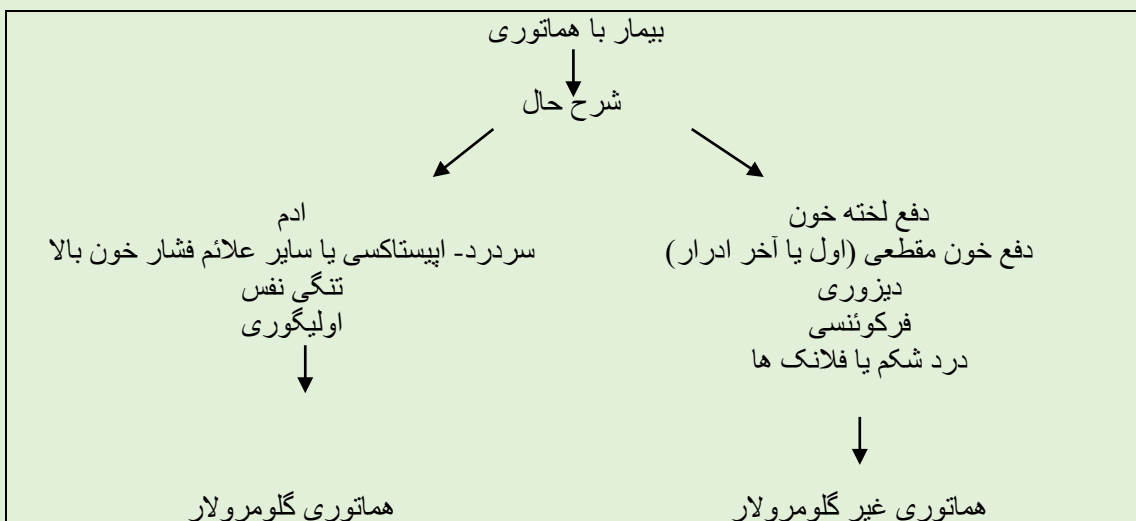 بیمار با هماتوری
شرح حال
دفع لخته خون
دفع خون مقطعی (اول یا آخر ادرار)
دیزوری
فرکوئنسی
درد شکم یا فلانک ها
هماتوری غیر گلومرولار
ادم
سردرد- اپیستاکسی یا سایر علائم فشار خون بالا
تنگی نفس
اولیگوری
هماتوری گلومرولار